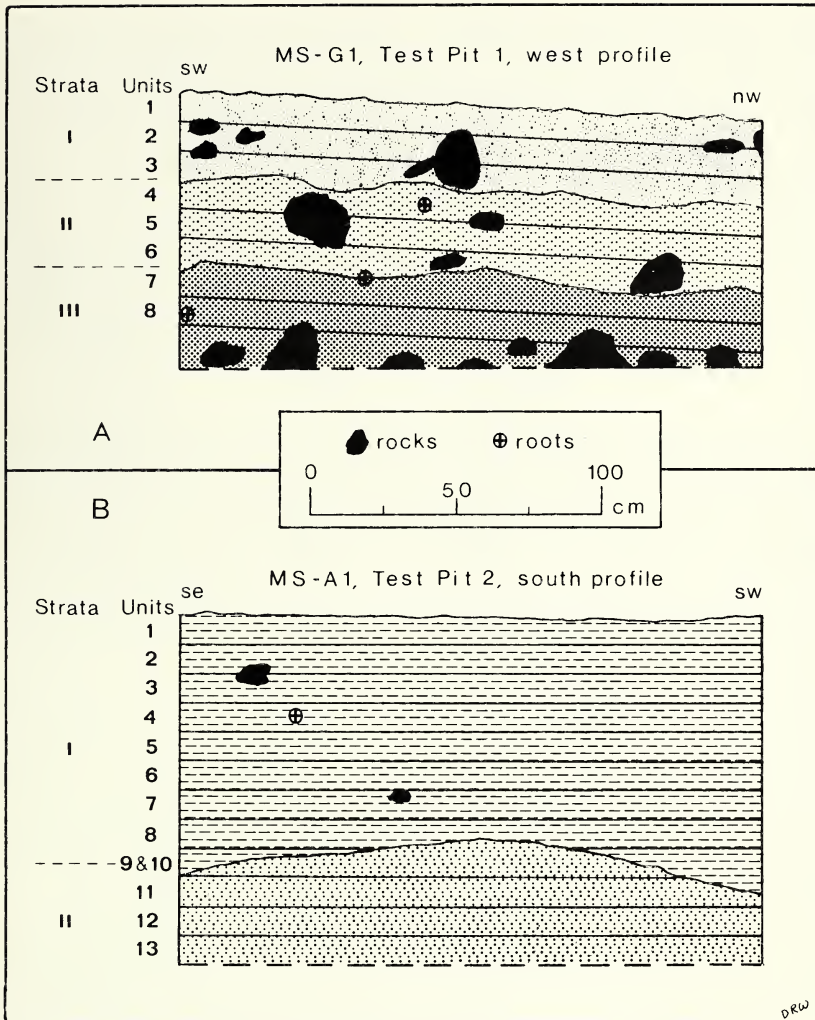 MS-G1, Test Pit 1, west profile
sw
nw
Strata Units
1
I 2
3
4
II 5
6
7
III 8
A
rocks roots
0 50 100
cm
B
MS-A1, Test Pit 2, south profile
se sw
Strata Units
1
2
3
4
I 5
6
7
8
9&10
11
II 12
13
DRW